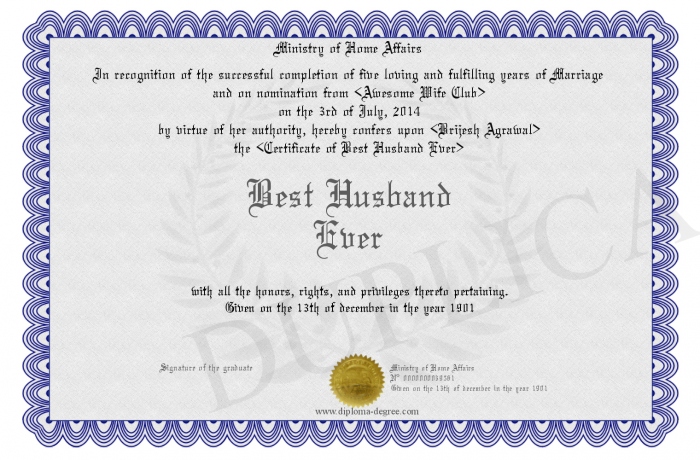 Ministry of Home Affairs
In recognition of the successful completion of five loving and fulfilling years of Marriage
and on nomination from <Awesome Wife Club>
on the 3rd of July, 2014
by virtue of her authority, hereby confers upon <Brijesh Agrawal>
the <Certificate of Best Husband Ever>
Best Husband
Ever
with all the honors, rights, and privileges thereto pertaining.
Given on the 13th of december in the year 1901
Signature of the graduate
Ministry of Home Affairs
Given on the 13th of december in the year 1901
www.diploma-degree.com
DUPLICA